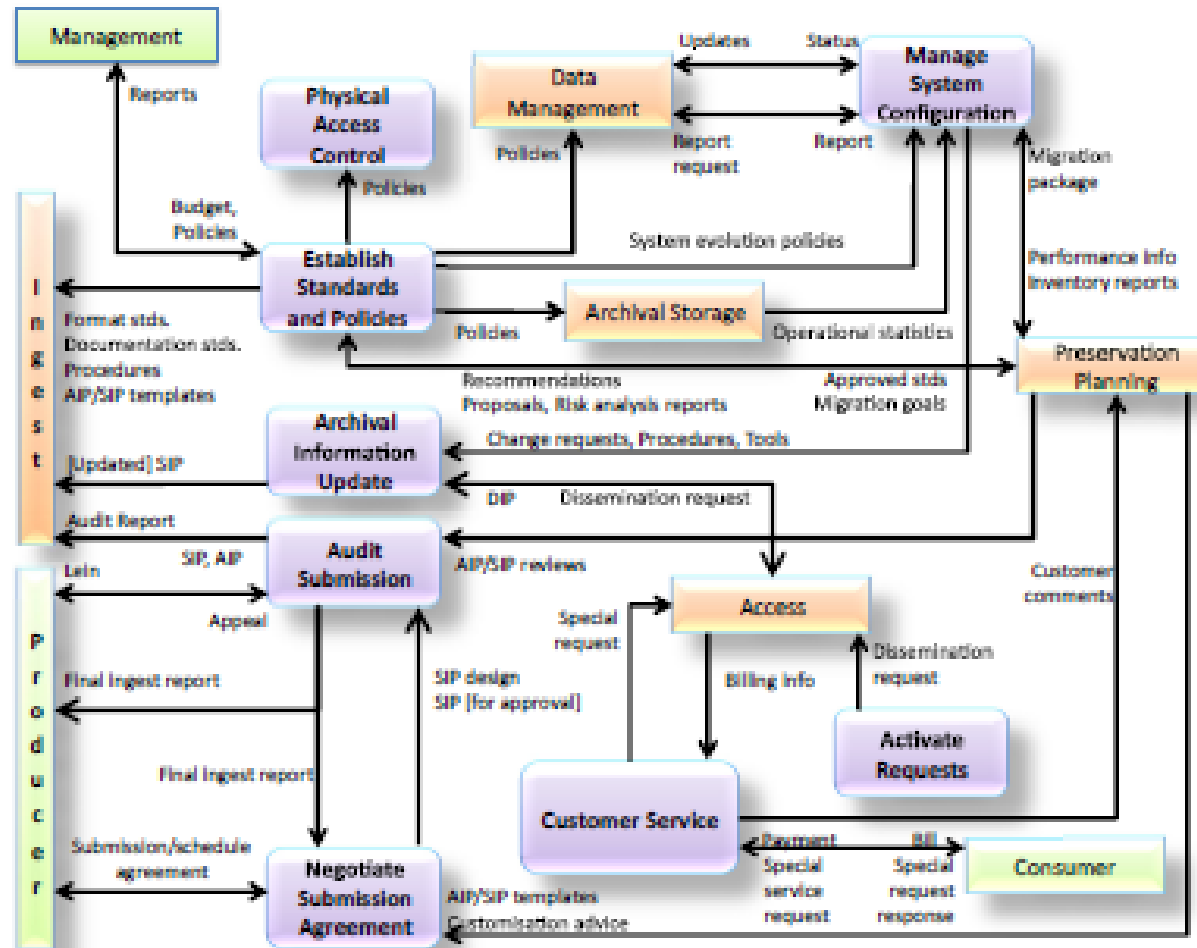 Management
Reports
Physical
Access
Control
Policies
Budget,
Policies
Data
Management
Policies
Updates
Status
Report
request
Report
Manage
System
Configuration
Migration
package
Performance info
Inventory reports
System evolution policies
Establish
Standards
and Policies
Policies
Archival Storage
Operational statistics
Preservation
Planning
Ingest
Format stds.
Documentation stds.
Procedures
AIP/SIP templates
Recommendations
Proposals, Risk analysis reports
Approved stds
Migration goals
Archival
Information
Update
Change requests, Procedures, Tools
[Updated] SIP
DIP
Dissemination request
Audit Report
SIP, AIP
Audit
Submission
AIP/SIP reviews
Lein
Appeal
Producer
Final ingest report
SIP design
SIP [for approval]
Special
request
Access
Billing info
Dissemination
request
Customer
comments
Activate
Requests
Final ingest report
Customer Service
Submission/schedule
agreement
Negotiate
Submission
Agreement
AIP/SIP templates
Customisation advice
Payment
Special
service
request
Bill
Special
request
response
Consumer